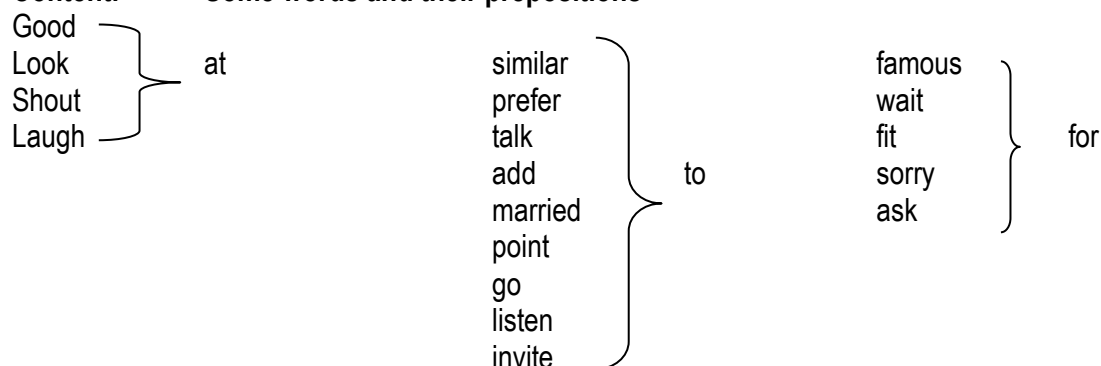 Content: Some words and their prepositions
Good
Look
Shout
Laugh
at
similar
prefer
talk
add
married
point
go
listen
invite
to
famous
wait
fit
sorry
ask
for